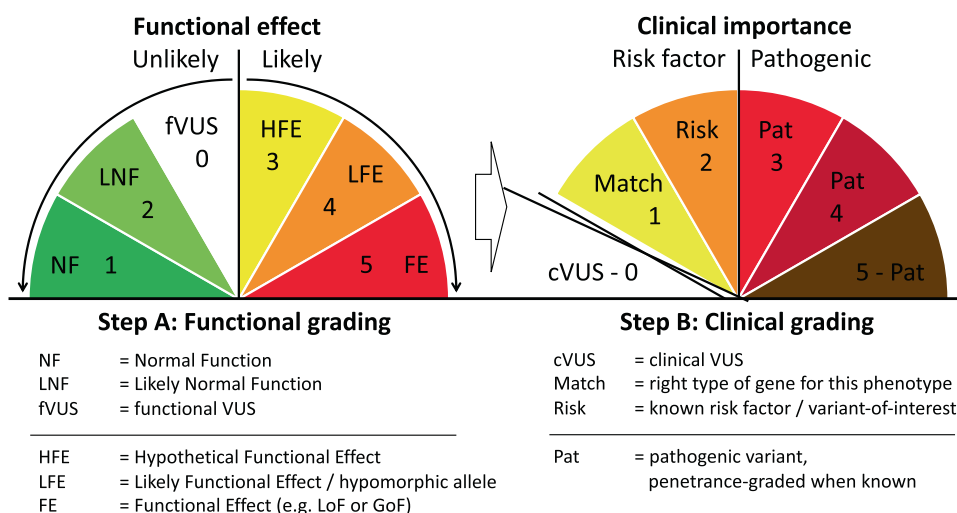 Functional effect
Unlikely
Likely
fVUS
0
HFE
3
LNF
2
LFE
4
NF 1
5 FE
Step A: Functional grading
NF = Normal Function
LNF = Likely Normal Function
fVUS = functional VUS
HFE = Hypothetical Functional Effect
LFE = Likely Functional Effect / hypomorphic allele
FE = Functional Effect (e.g. LoF or GoF)
Clinical importance
Risk factor
Pathogenic
Risk
2
Pat
3
Match
1
Pat
4
cVUS - 0
5 - Pat
Step B: Clinical grading
cVUS = clinical VUS
Match = right type of gene for this phenotype
Risk = known risk factor / variant-of-interest
Pat = pathogenic variant,
penetrance-graded when known